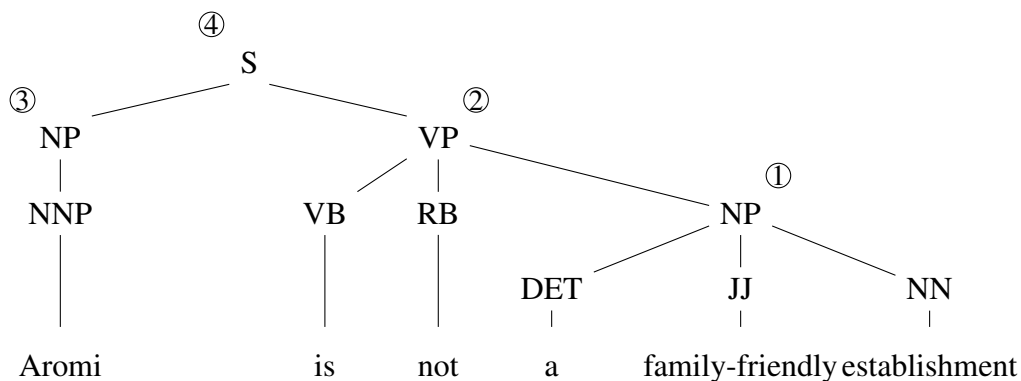 ④
S
③ ②
NP VP
①
NNP VB RB NP
DET JJ NN
Aromi is not a family-friendly establishment